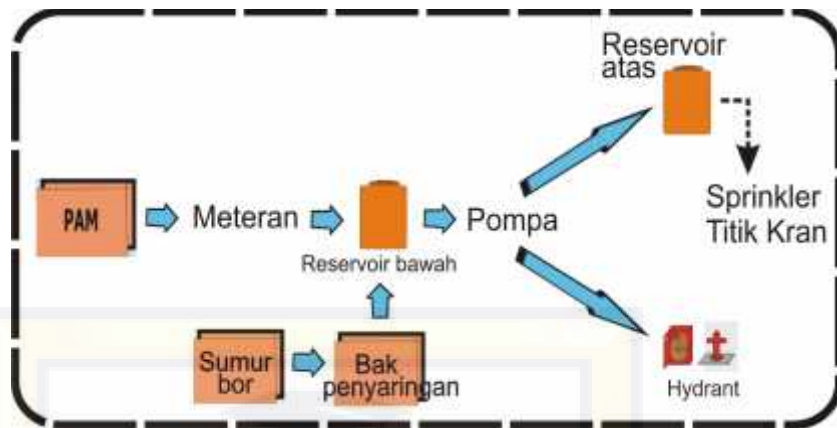 Reservoir
atas
PAM
Meteran
Reservoir bawah
Pompa
Sprinkler
Titik Kran
Sumur
bor
Bak
penyaringan
Hydrant